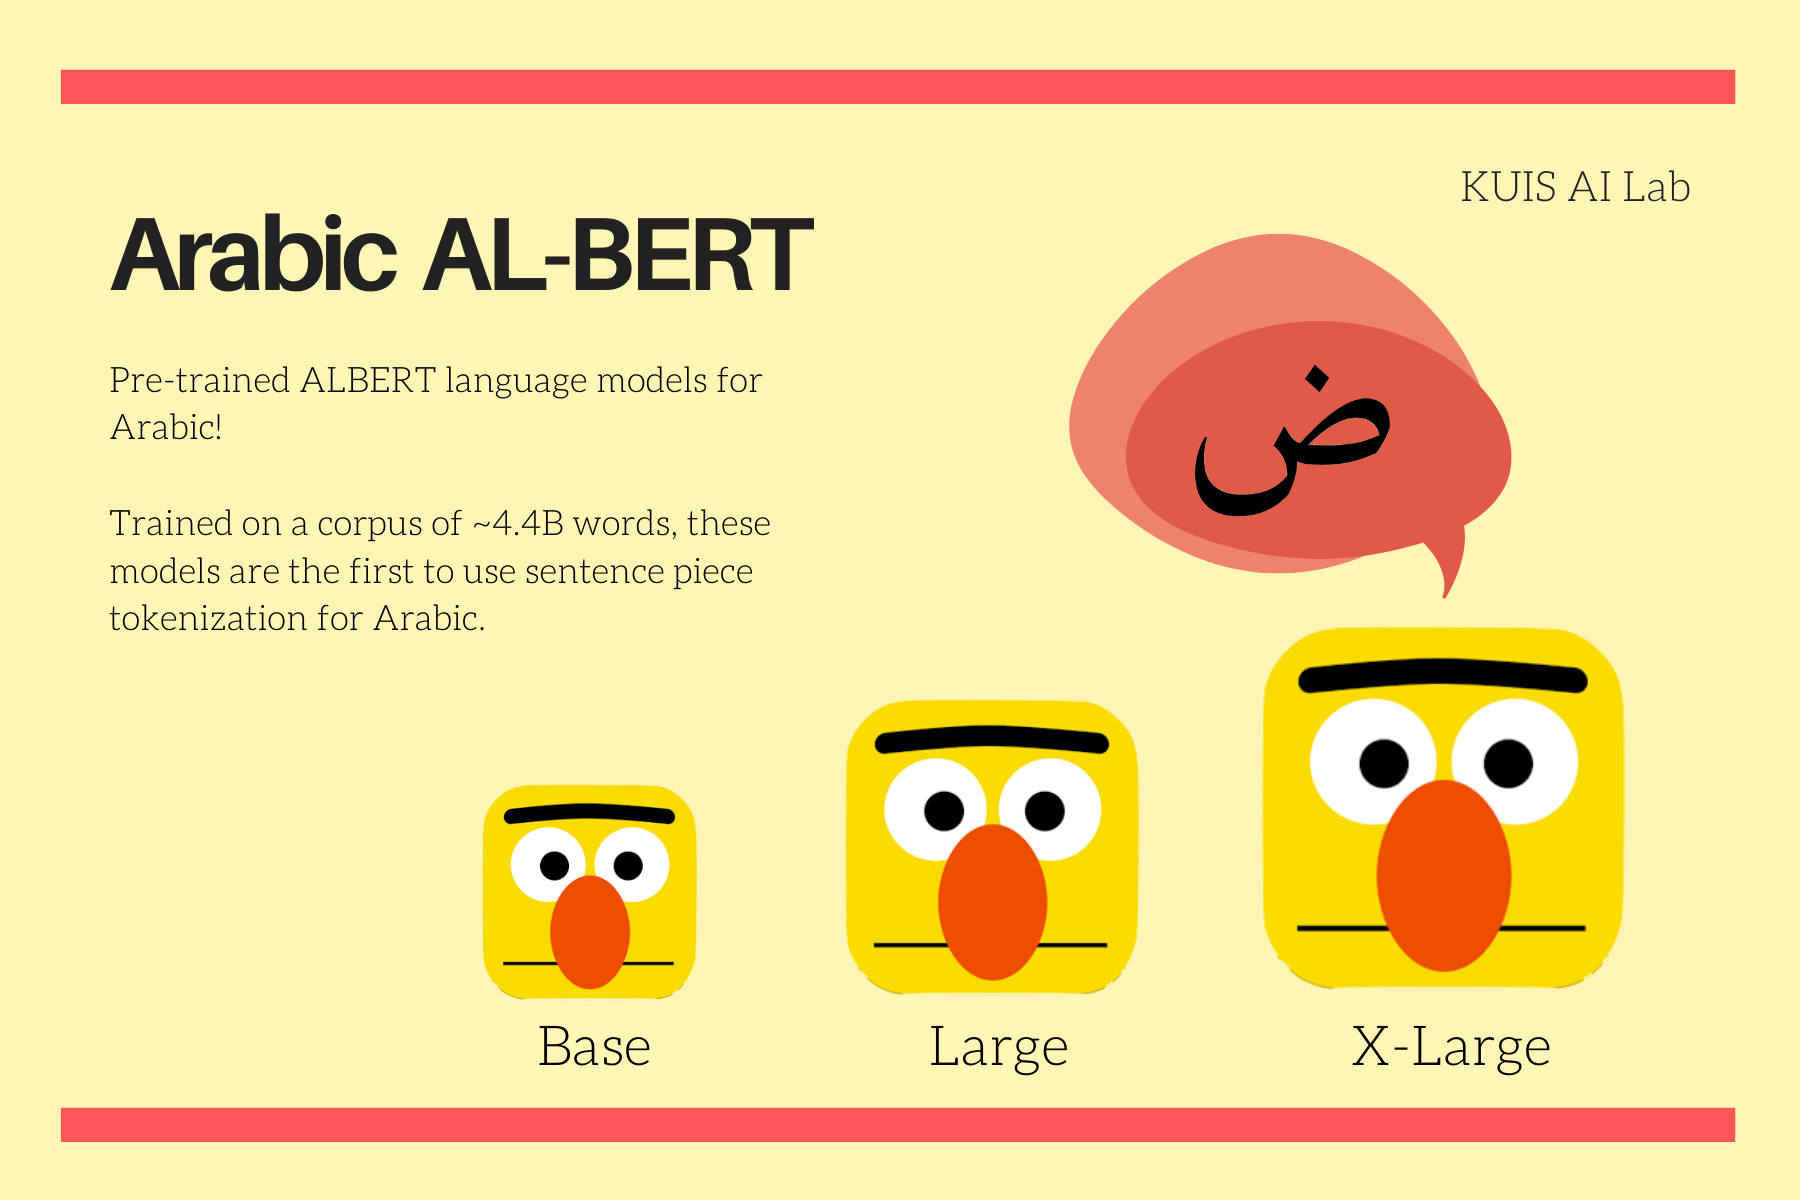 KUIS AI Lab
Arabic AL-BERT
Pre-trained ALBERT language models for
Arabic!
Trained on a corpus of ~4.4B words, these
models are the first to use sentence piece
tokenization for Arabic.
ض
Base
Large
X-Large